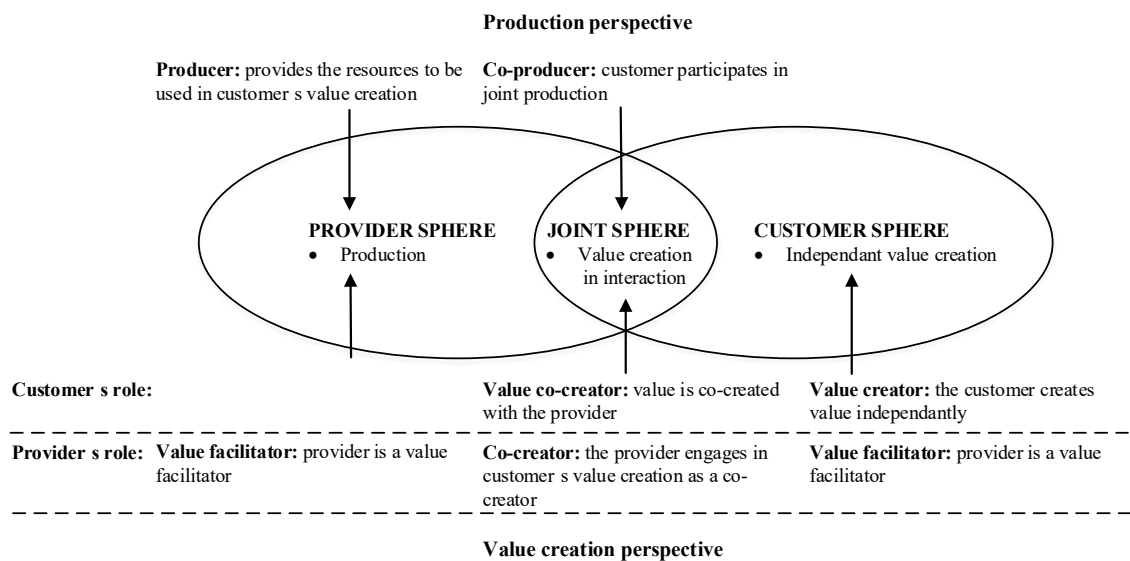 Production perspective
Producer: provides the resources to be
used in customer s value creation
Co-producer: customer participates in
joint production
PROVIDER SPHERE
• Production
JOINT SPHERE
• Value creation
in interaction
CUSTOMER SPHERE
• Independant value creation
Customer s role:
Value co-creator: value is co-created
with the provider
Value creator: the customer creates
value independantly
Provider s role:
Value facilitator: provider is a value
facilitator
Co-creator: the provider engages in
customer s value creation as a co-
creator
Value facilitator: provider is a value
facilitator
Value creation perspective